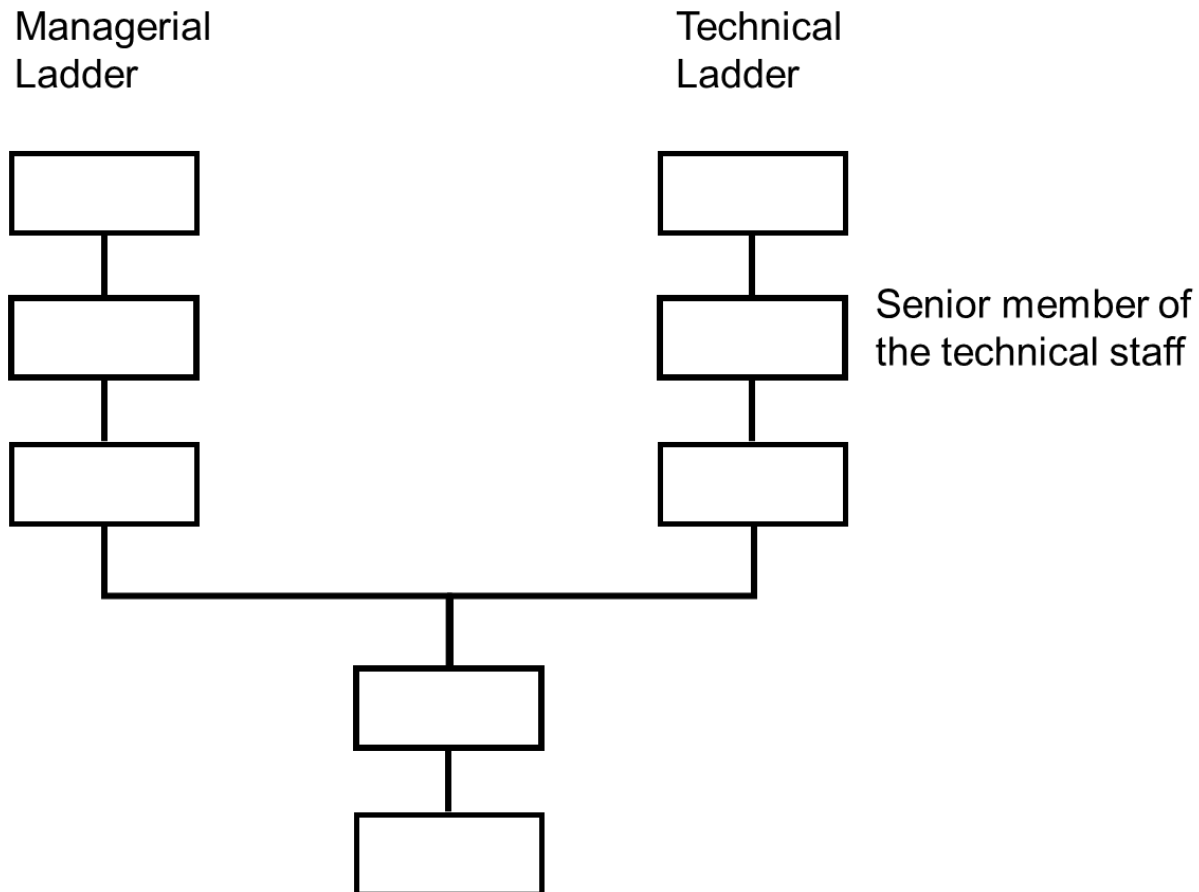 Managerial
Ladder
Technical
Ladder
Senior member of
the technical staff